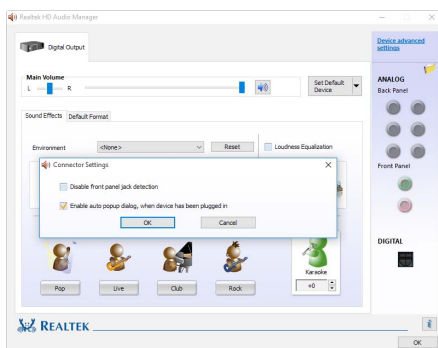 Realtek HD Audio Manager
Digital Output
Device advanced
settings
Main Volume
L
R
Set Default
Device
ANALOG
Back Panel
Sound Effects
Default Format
Environment
<None>
Reset
Loudness Equalization
Front Panel
Connector Settings
Disable front panel jack detection
Enable auto popup dialog, when device has been plugged in
OK
Cancel
Karaoke
DIGITAL
Pop
Live
Club
Rock
+0
REALTEK
i
OK